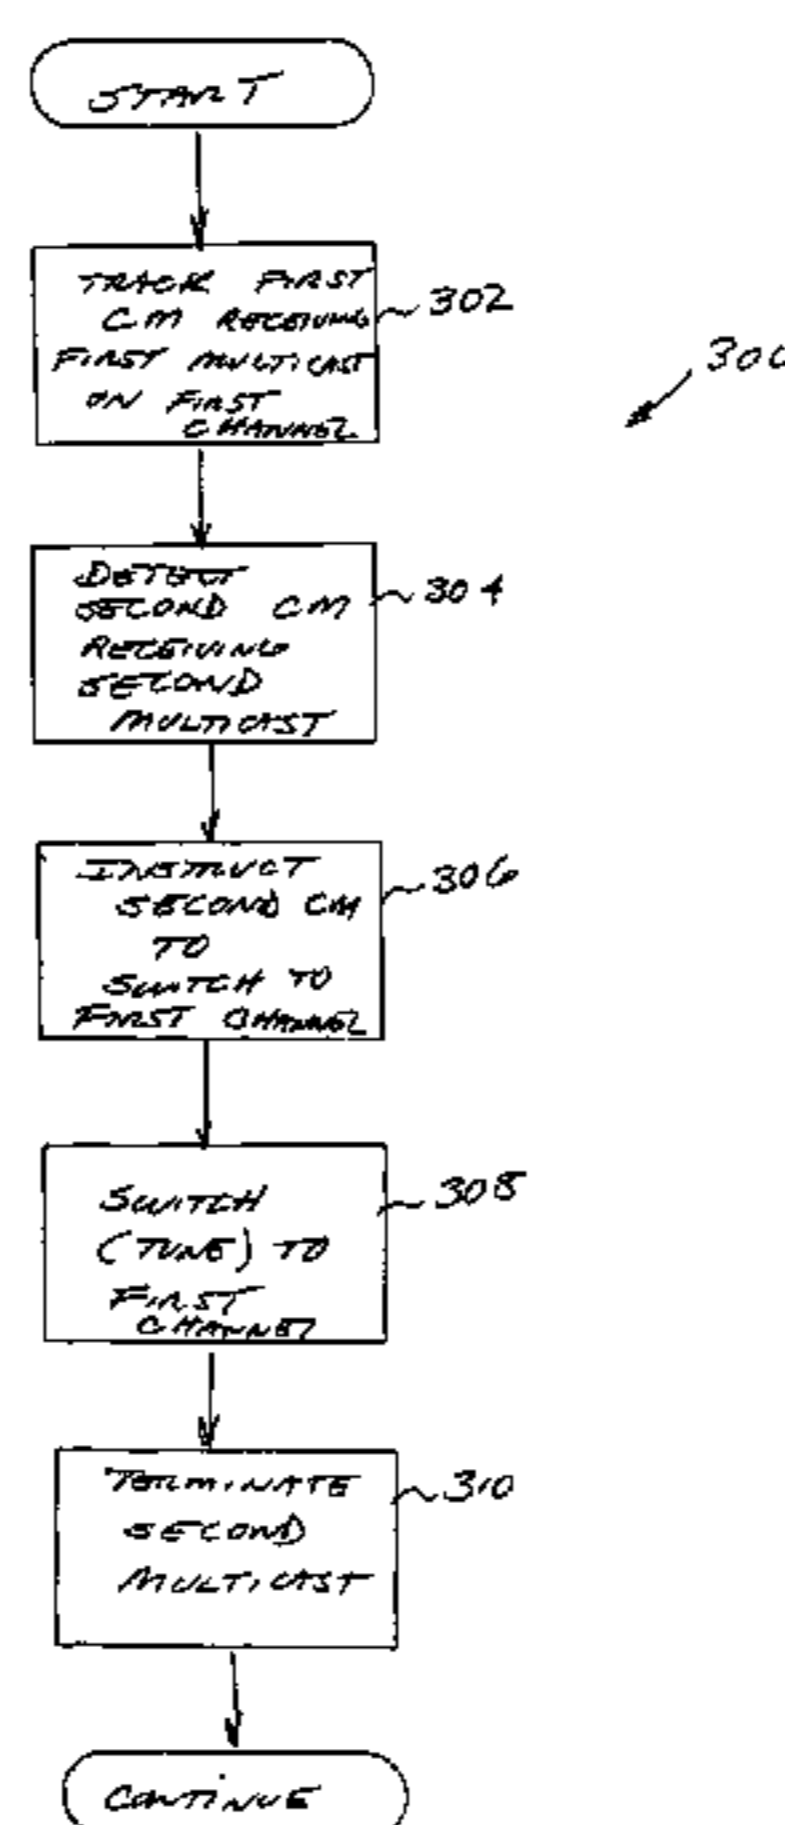 START
TRACK FIRST
CM RECEIVING
FIRST MULTICAST
ON FIRST
CHANNEL
302
300
DETECT
SECOND CM
RECEIVING
SECOND
MULTICAST
304
INSTRUCT
SECOND CM
TO
SWITCH TO
FIRST CHANNEL
306
SWITCH
(TUNE) TO
FIRST
CHANNEL
308
TERMINATE
SECOND
MULTICAST
310
CONTINUE